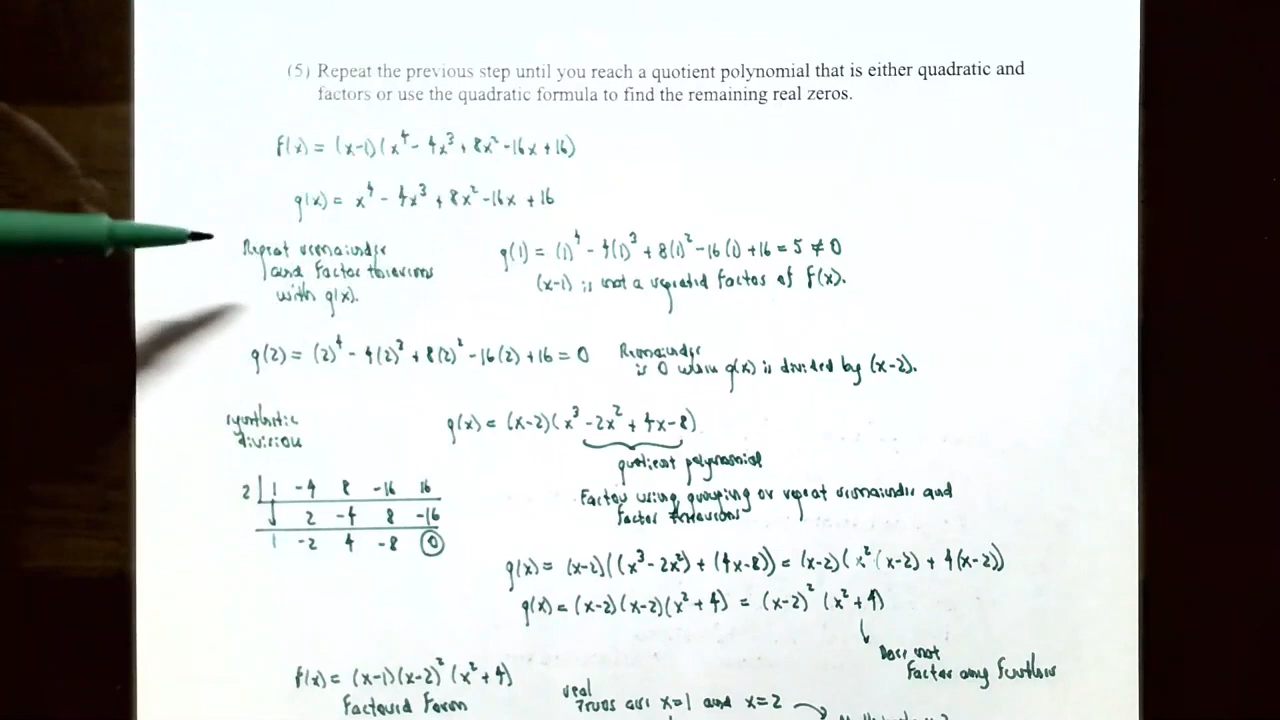 (5) Repeat the previous step until you reach a quotient polynomial that is either quadratic and
factors or use the quadratic formula to find the remaining real zeros.
f(x) = (x-1)(x⁴ - 4x³ + 8x² - 16x + 16)
g(x) = x⁴ - 4x³ + 8x² - 16x + 16
Repeat remainder
and factor theorems
with g(x).
g(1) = (1)⁴ - 4(1)³ + 8(1)² - 16(1) + 16 = 5 ≠ 0
(x-1) is not a repeated factor of f(x).
g(2) = (2)⁴ - 4(2)³ + 8(2)² - 16(2) + 16 = 0
Remainder
is 0 when g(x) is divided by (x-2).
synthetic
division
g(x) = (x-2)(x³ - 2x² + 4x - 8)
quotient polynomial
Factor using grouping or repeat remainder and
factor theorems
2 | 1 -4 8 -16 16
↓ 2 -4 8 -16
1 -2 4 -8 0
g(x) = (x-2)((x³ - 2x²) + (4x-8)) = (x-2)(x²(x-2) + 4(x-2))
g(x) = (x-2)(x-2)(x² + 4) = (x-2)²(x² + 4)
Does not
factor any further
f(x) = (x-1)(x-2)²(x² + 4)
Factored Form
real
zeros are x=1 and x=2